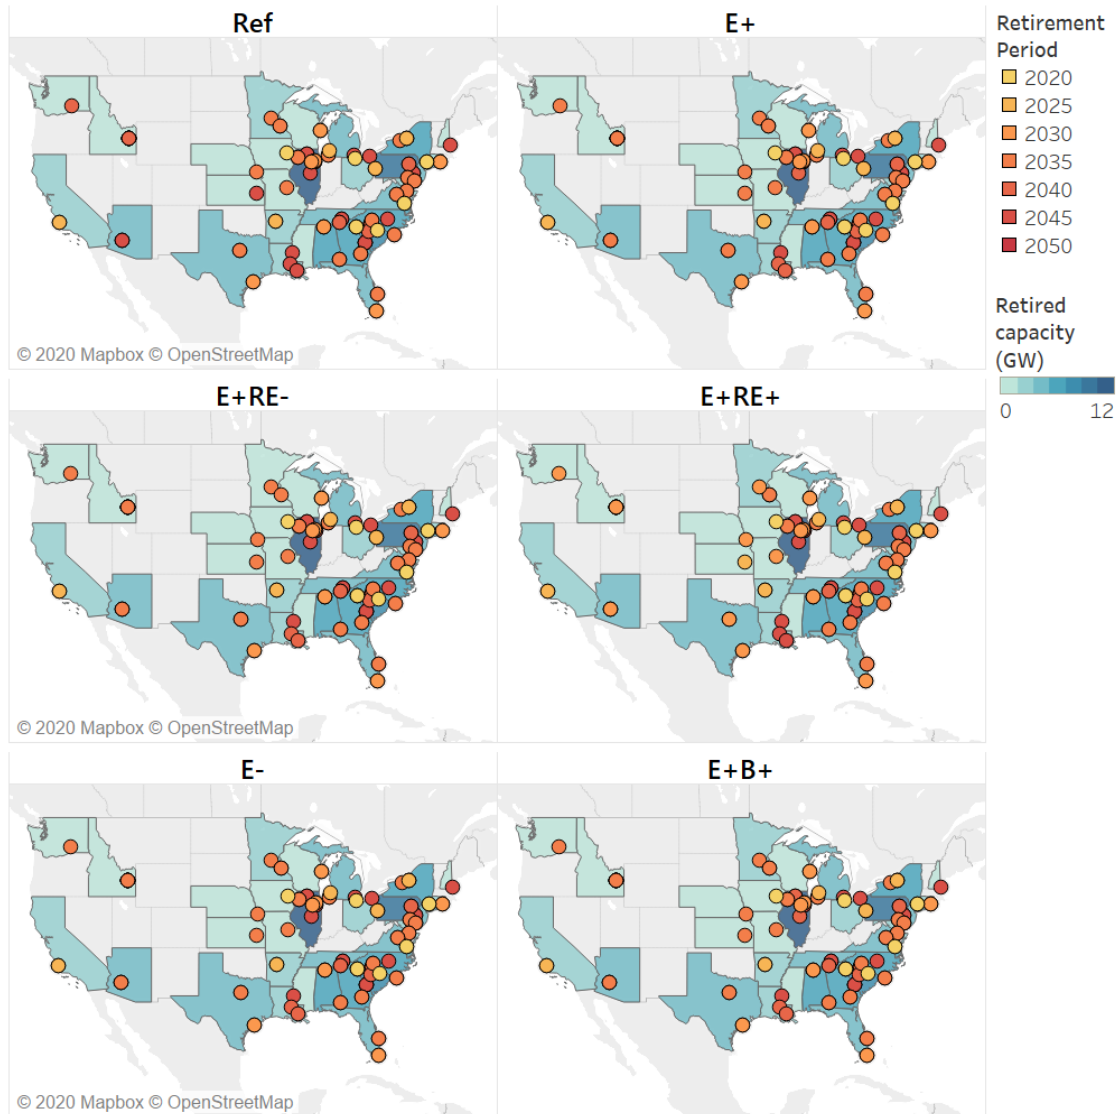 Ref
E+
Retirement
Period
2020
2025
2030
2035
2040
2045
2050
Retired
capacity
(GW)
0 12
© 2020 Mapbox © OpenStreetMap
E+RE-
E+RE+
© 2020 Mapbox © OpenStreetMap
E-
E+B+
© 2020 Mapbox © OpenStreetMap